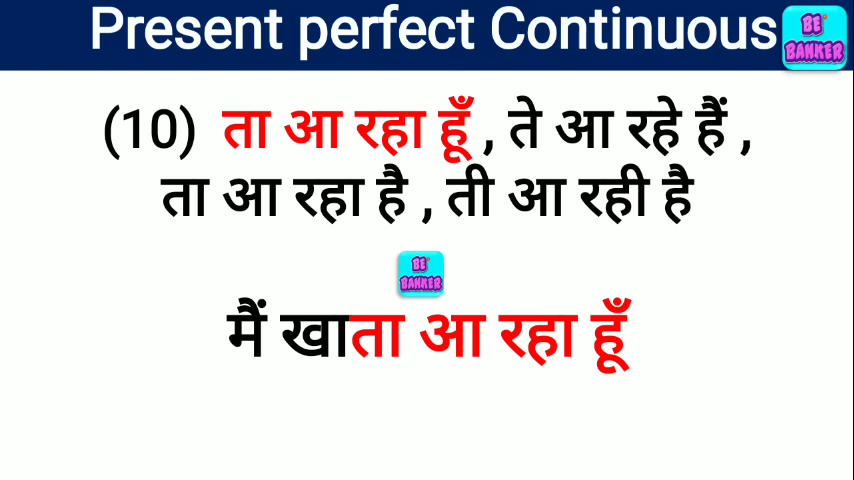 Present perfect Continuous
BE
BANKER
(10) ता आ रहा हूँ , ते आ रहे हैं ,
ता आ रहा है , ती आ रही है
BE
BANKER
मैं खाता आ रहा हूँ